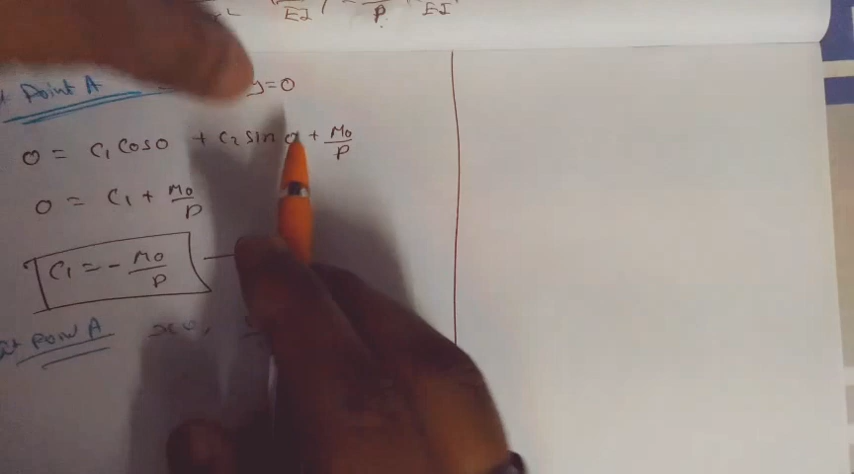 EI P EI
Point A y=0
0 = C₁ Cos0 + C₂ sin 0 + M₀/P
0 = C₁ + M₀/P
C₁ = - M₀/P
At Point A